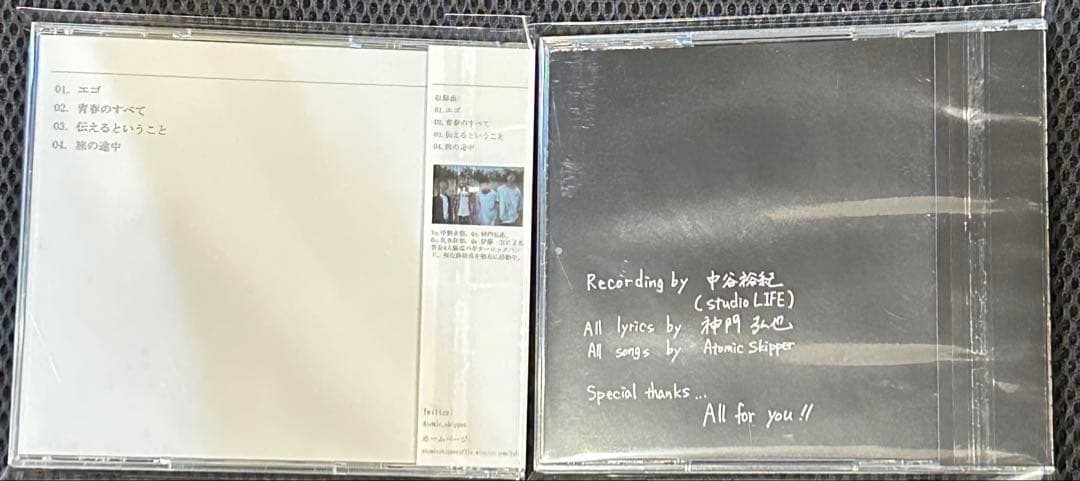 01. エゴ
02. 青春のすべて
03. 伝えるということ
04. 旅の途中
収録曲
01.エゴ
02.青春のすべて
03.伝えるということ
04.旅の途中
ホームページ
Recording by 中谷裕紀
(studio LIFE)
All lyrics by 神門弘也
All songs by Atomic Skipper
Special thanks...
All for you!!